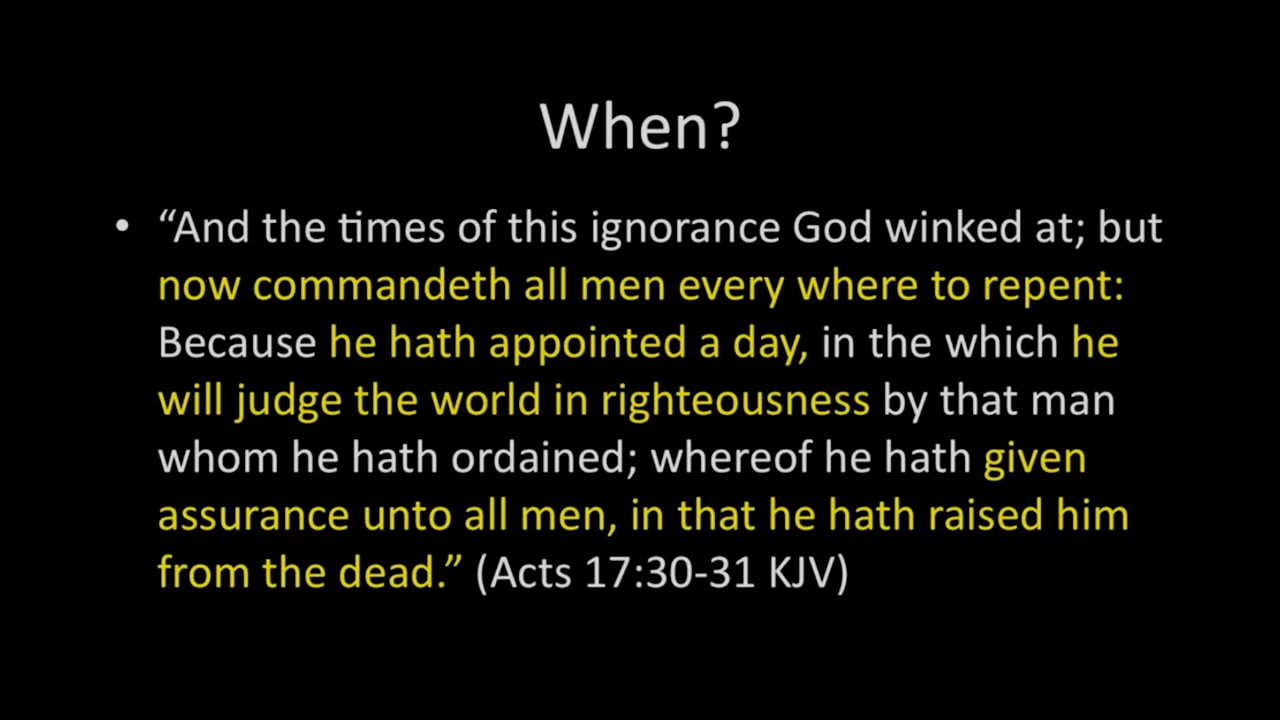 When?
• “And the times of this ignorance God winked at; but
now commandeth all men every where to repent:
Because he hath appointed a day, in the which he
will judge the world in righteousness by that man
whom he hath ordained; whereof he hath given
assurance unto all men, in that he hath raised him
from the dead.” (Acts 17:30-31 KJV)